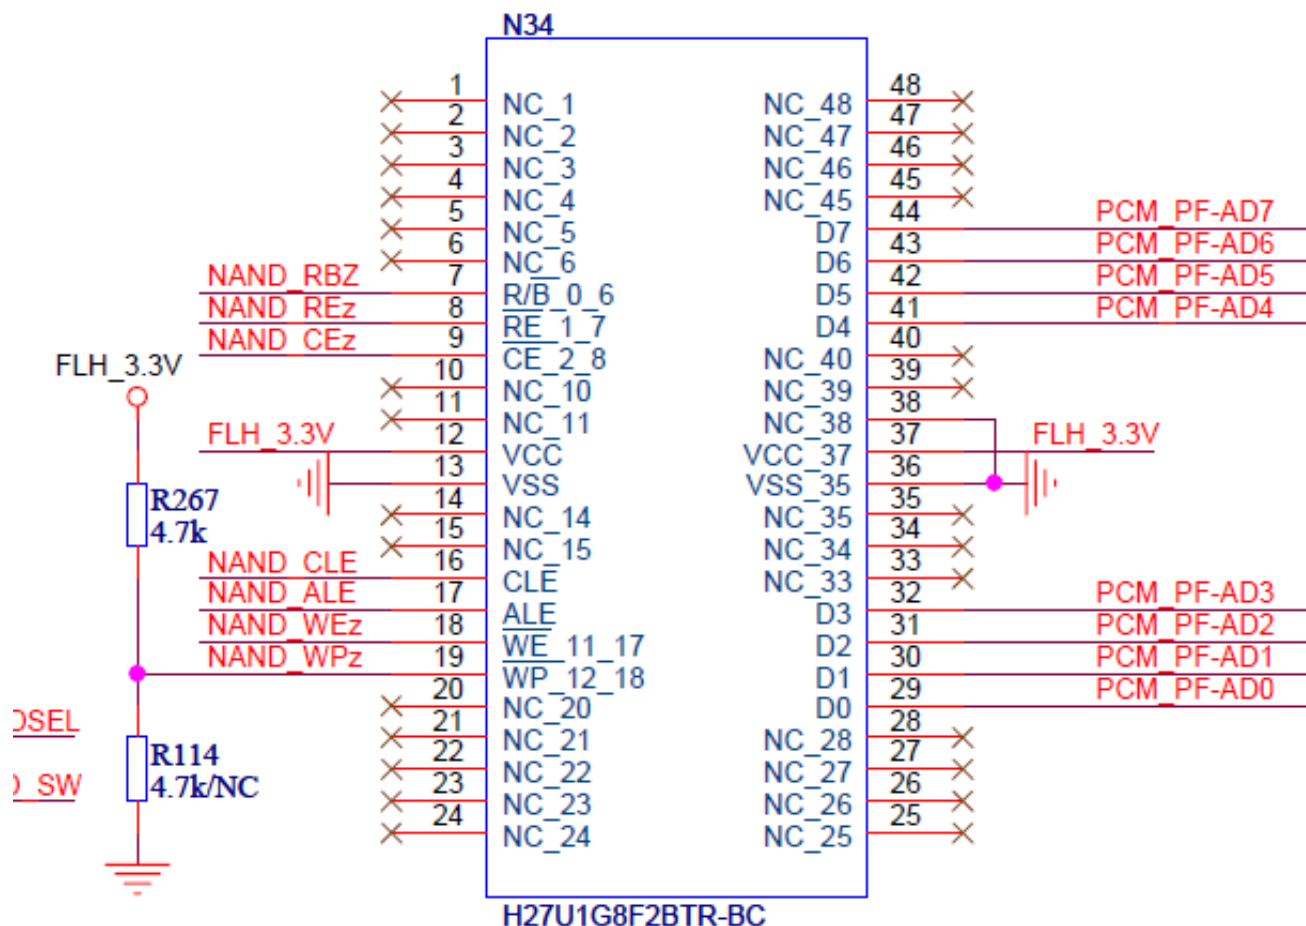 N34
1
NC_1
2
NC_2
3
NC_3
4
NC_4
5
NC_5
6
NC_6
NAND_RBZ
7
R/B_0_6
NAND_REz
8
RE_1_7
NAND_CEz
9
CE_2_8
FLH_3.3V
10
NC_10
11
NC_11
FLH_3.3V
12
VCC
13
VSS
R267
4.7k
14
NC_14
15
NC_15
NAND_CLE
16
CLE
NAND_ALE
17
ALE
NAND_WEz
18
WE_11_17
NAND_WPz
19
WP_12_18
20
NC_20
OSEL
21
NC_21
R114
4.7k/NC
22
NC_22
_SW
23
NC_23
24
NC_24
48
NC_48
47
NC_47
46
NC_46
45
NC_45
44
D7
PCM_PF-AD7
43
D6
PCM_PF-AD6
42
D5
PCM_PF-AD5
41
D4
PCM_PF-AD4
40
NC_40
39
NC_39
38
NC_38
37
VCC_37
FLH_3.3V
36
VSS_35
35
NC_35
34
NC_34
33
NC_33
32
D3
PCM_PF-AD3
31
D2
PCM_PF-AD2
30
D1
PCM_PF-AD1
29
D0
PCM_PF-AD0
28
NC_28
27
NC_27
26
NC_26
25
NC_25
H27U1G8F2BTR-BC